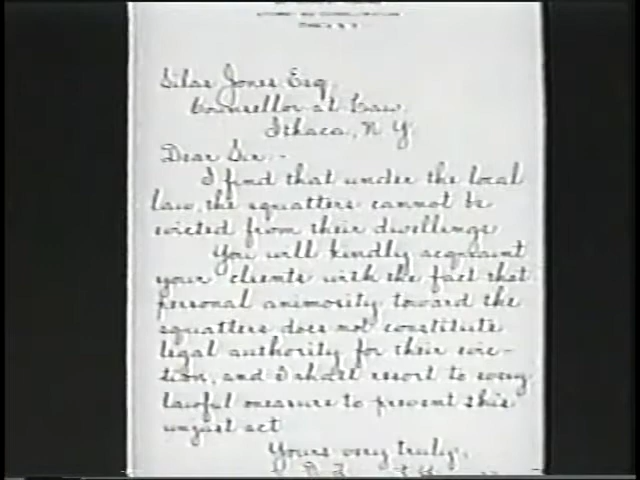 Silas Jones Esq.
Counsellor at Law.
Ithaca, N Y.
Dear Sir:-
I find that under the local
law, the squatters cannot be
evicted from their dwellings
You will kindly acquaint
your clients with the fact that
personal animosity toward the
squatters does not constitute
legal authority for their evic-
tion, and I shall resort to every
lawful measure to prevent this
unjust act
Yours very truly,